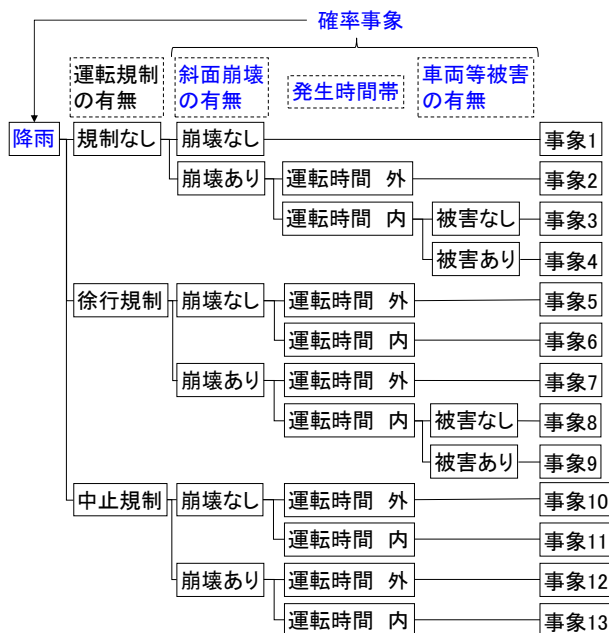 確率事象
運転規制
の有無
斜面崩壊
の有無
発生時間帯
車両等被害
の有無
降雨
規制なし
崩壊なし
事象1
崩壊あり
運転時間 外
事象2
運転時間 内
被害なし
事象3
被害あり
事象4
徐行規制
崩壊なし
運転時間 外
事象5
運転時間 内
事象6
崩壊あり
運転時間 外
事象7
運転時間 内
被害なし
事象8
被害あり
事象9
中止規制
崩壊なし
運転時間 外
事象10
運転時間 内
事象11
崩壊あり
運転時間 外
事象12
運転時間 内
事象13